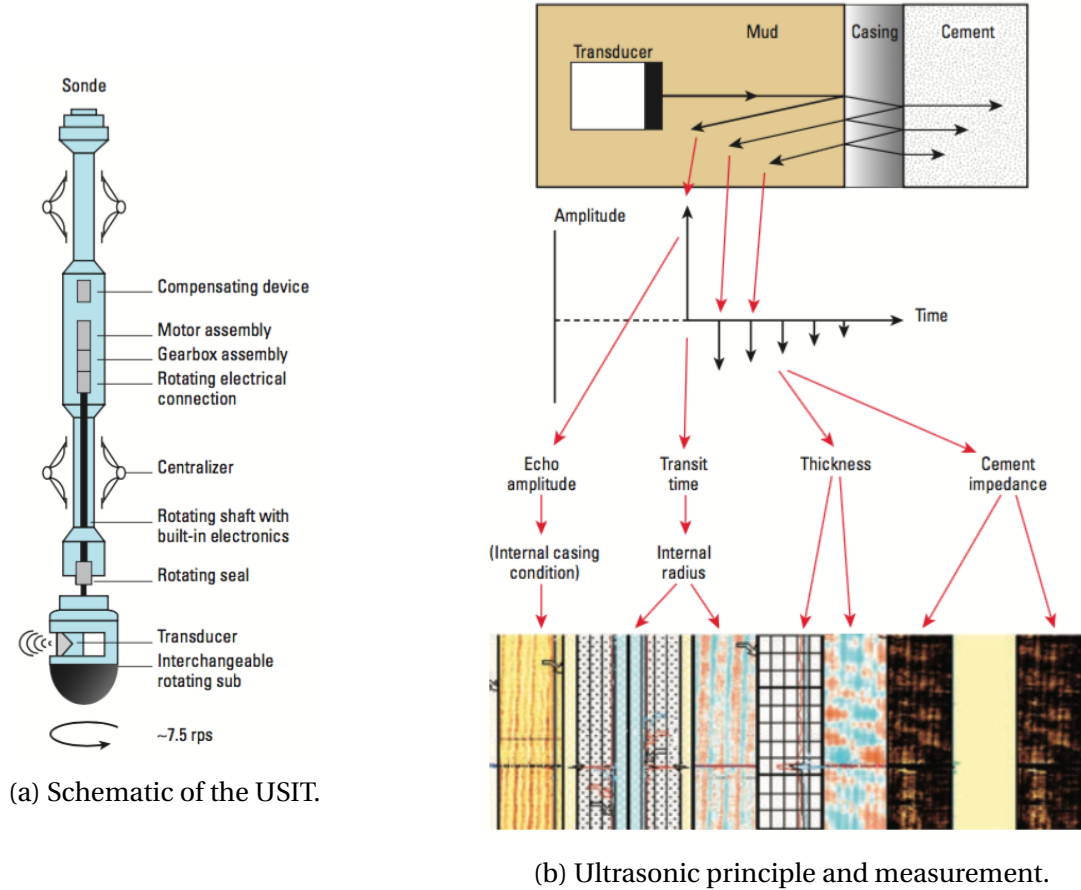 Sonde
Compensating device
Motor assembly
Gearbox assembly
Rotating electrical
connection
Centralizer
Rotating shaft with
built-in electronics
Rotating seal
Transducer
Interchangeable
rotating sub
~7.5 rps
(a) Schematic of the USIT.
Mud
Casing
Cement
Transducer
Amplitude
Time
Echo
amplitude
Transit
time
Thickness
Cement
impedance
(Internal casing
condition)
Internal
radius
(b) Ultrasonic principle and measurement.